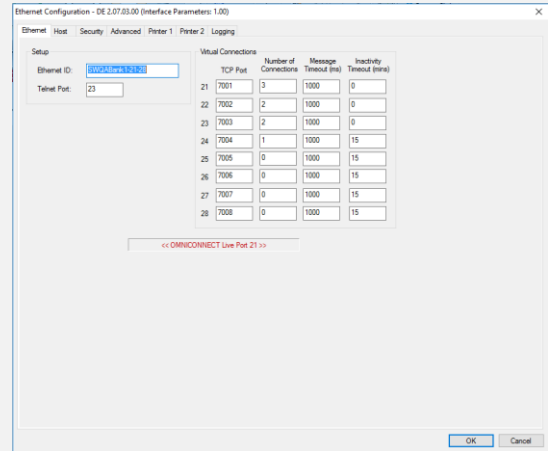 Ethernet Configuration - DE 2.07.03.00 (Interface Parameters: 1.00)
Ethernet Host Security Advanced Printer 1 Printer 2 Logging
Setup
Ethernet ID: SWQABank1-21-28
Telnet Port: 23
Virtual Connections
TCP Port Number of Connections Message Timeout (ms) Inactivity Timeout (mins)
21 7001 3 1000 0
22 7002 2 1000 0
23 7003 2 1000 0
24 7004 1 1000 15
25 7005 0 1000 15
26 7006 0 1000 15
27 7007 0 1000 15
28 7008 0 1000 15
<< OMNICONNECT Live Port 21 >>
OK Cancel